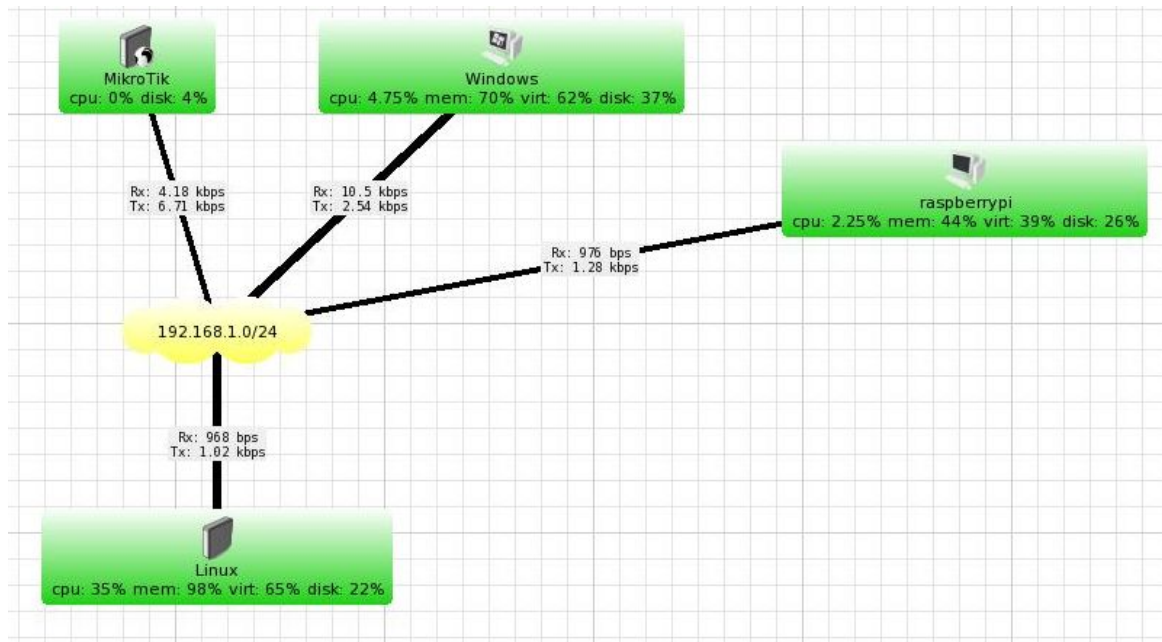 MikroTik
cpu: 0% disk: 4%
Windows
cpu: 4.75% mem: 70% virt: 62% disk: 37%
raspberrypi
cpu: 2.25% mem: 44% virt: 39% disk: 26%
Rx: 4.18 kbps
Tx: 6.71 kbps
Rx: 10.5 kbps
Tx: 2.54 kbps
Rx: 976 bps
Tx: 1.28 kbps
192.168.1.0/24
Rx: 968 bps
Tx: 1.02 kbps
Linux
cpu: 35% mem: 98% virt: 65% disk: 22%